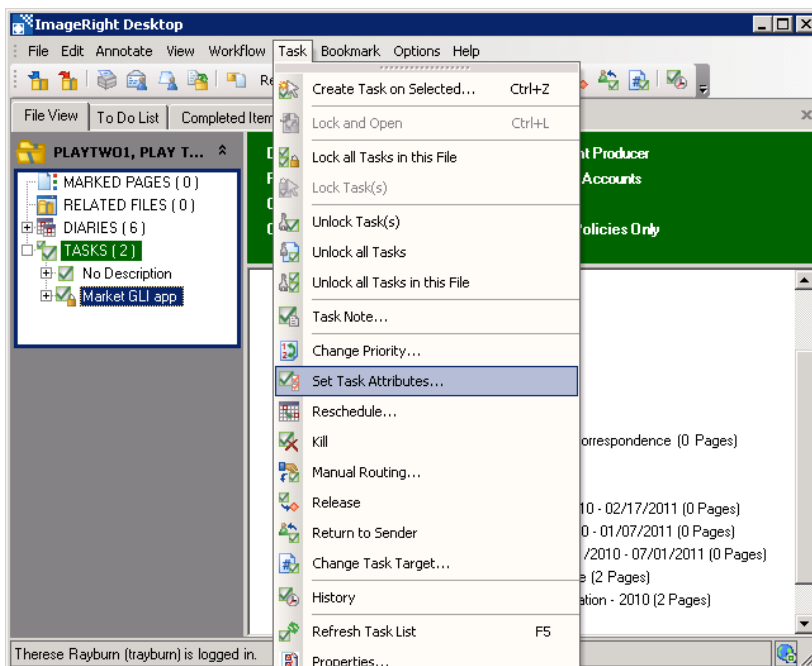 ImageRight Desktop
File Edit Annotate View Workflow Task Bookmark Options Help
File View To Do List Completed Item
PLAYTWO1, PLAY T...
MARKED PAGES ( 0 )
RELATED FILES ( 0 )
DIARIES ( 6 )
TASKS ( 2 )
No Description
Market GLI app
Create Task on Selected... Ctrl+Z
Lock and Open Ctrl+L
Lock all Tasks in this File
Lock Task(s)
Unlock Task(s)
Unlock all Tasks
Unlock all Tasks in this File
Task Note...
Change Priority...
Set Task Attributes...
Reschedule...
Kill
Manual Routing...
Release
Return to Sender
Change Task Target...
History
Refresh Task List F5
Properties...
nt Producer
Accounts
Policies Only
orrespondence (0 Pages)
10 - 02/17/2011 (0 Pages)
0 - 01/07/2011 (0 Pages)
/2010 - 07/01/2011 (0 Pages)
e (2 Pages)
ation - 2010 (2 Pages)
Therese Rayburn (trayburn) is logged in.